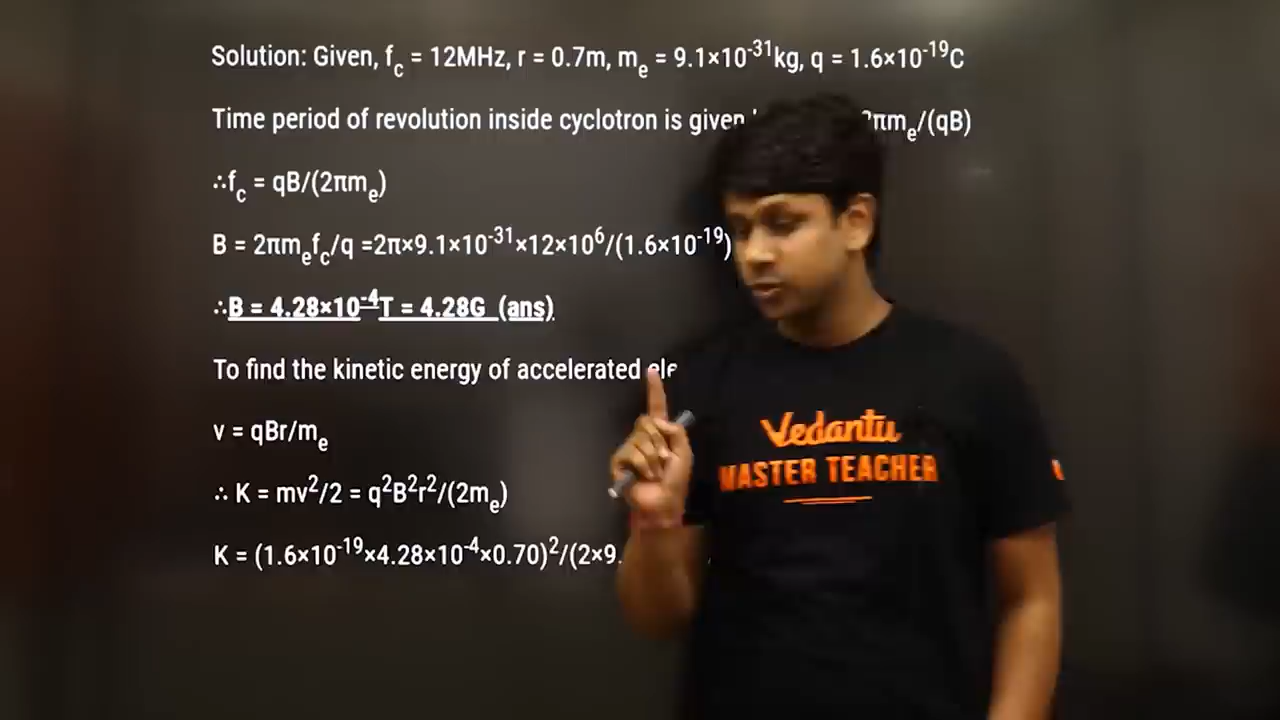 Solution: Given, f꜀ = 12MHz, r = 0.7m, mₑ = 9.1×10⁻³¹kg, q = 1.6×10⁻¹⁹C
Time period of revolution inside cyclotron is given πmₑ/(qB)
∴f꜀ = qB/(2πmₑ)
B = 2πmₑf꜀/q =2π×9.1×10⁻³¹×12×10⁶/(1.6×10⁻¹⁹)
∴B = 4.28×10⁻⁴T = 4.28G (ans)
To find the kinetic energy of accelerated
v = qBr/mₑ
∴ K = mv²/2 = q²B²r²/(2mₑ)
K = (1.6×10⁻¹⁹×4.28×10⁻⁴×0.70)²/(2×9.
Vedantu
MASTER TEACHER